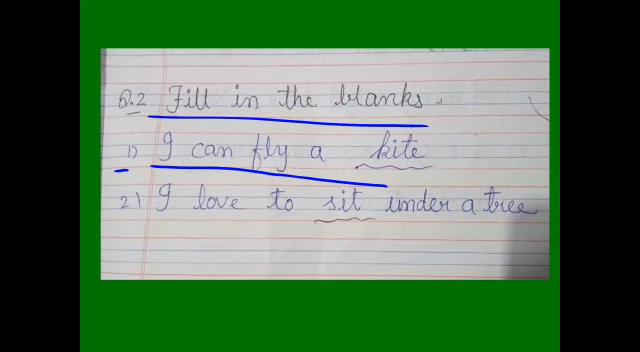 Q.2 Fill in the blanks.
1) I can fly a kite
2) I love to sit under a tree